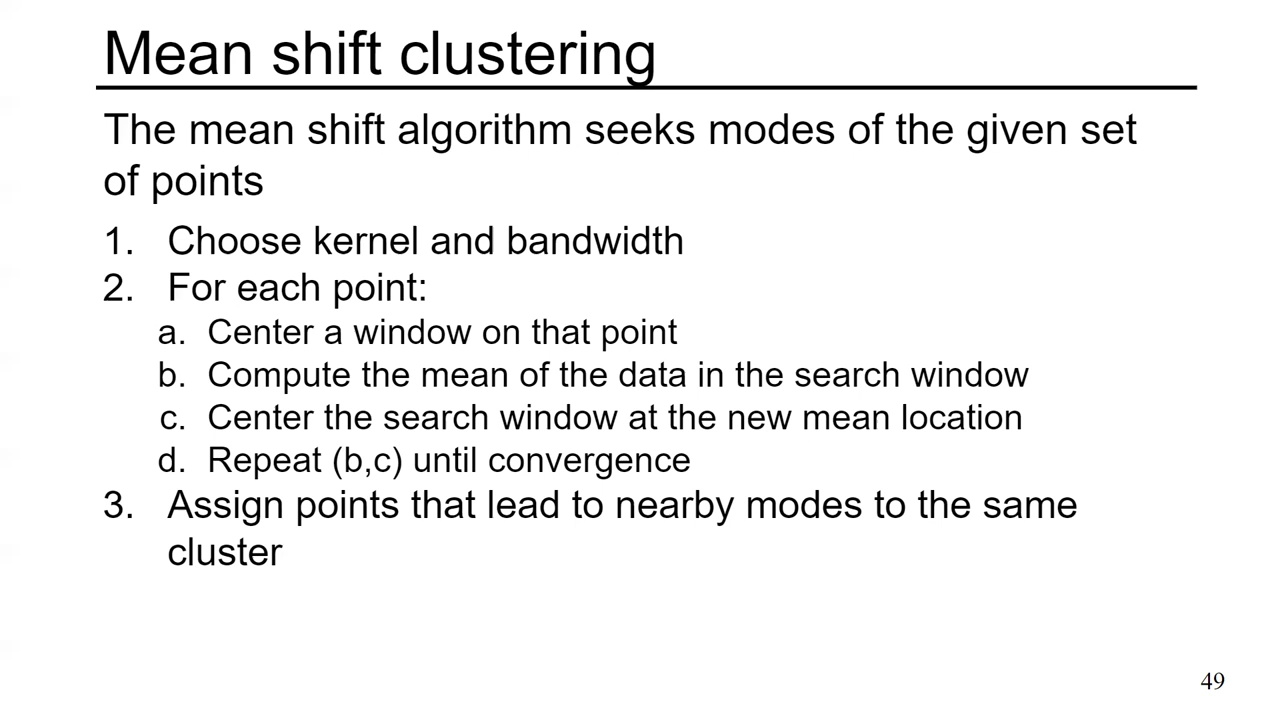 Mean shift clustering
The mean shift algorithm seeks modes of the given set
of points
1. Choose kernel and bandwidth
2. For each point:
a. Center a window on that point
b. Compute the mean of the data in the search window
c. Center the search window at the new mean location
d. Repeat (b,c) until convergence
3. Assign points that lead to nearby modes to the same
cluster
49